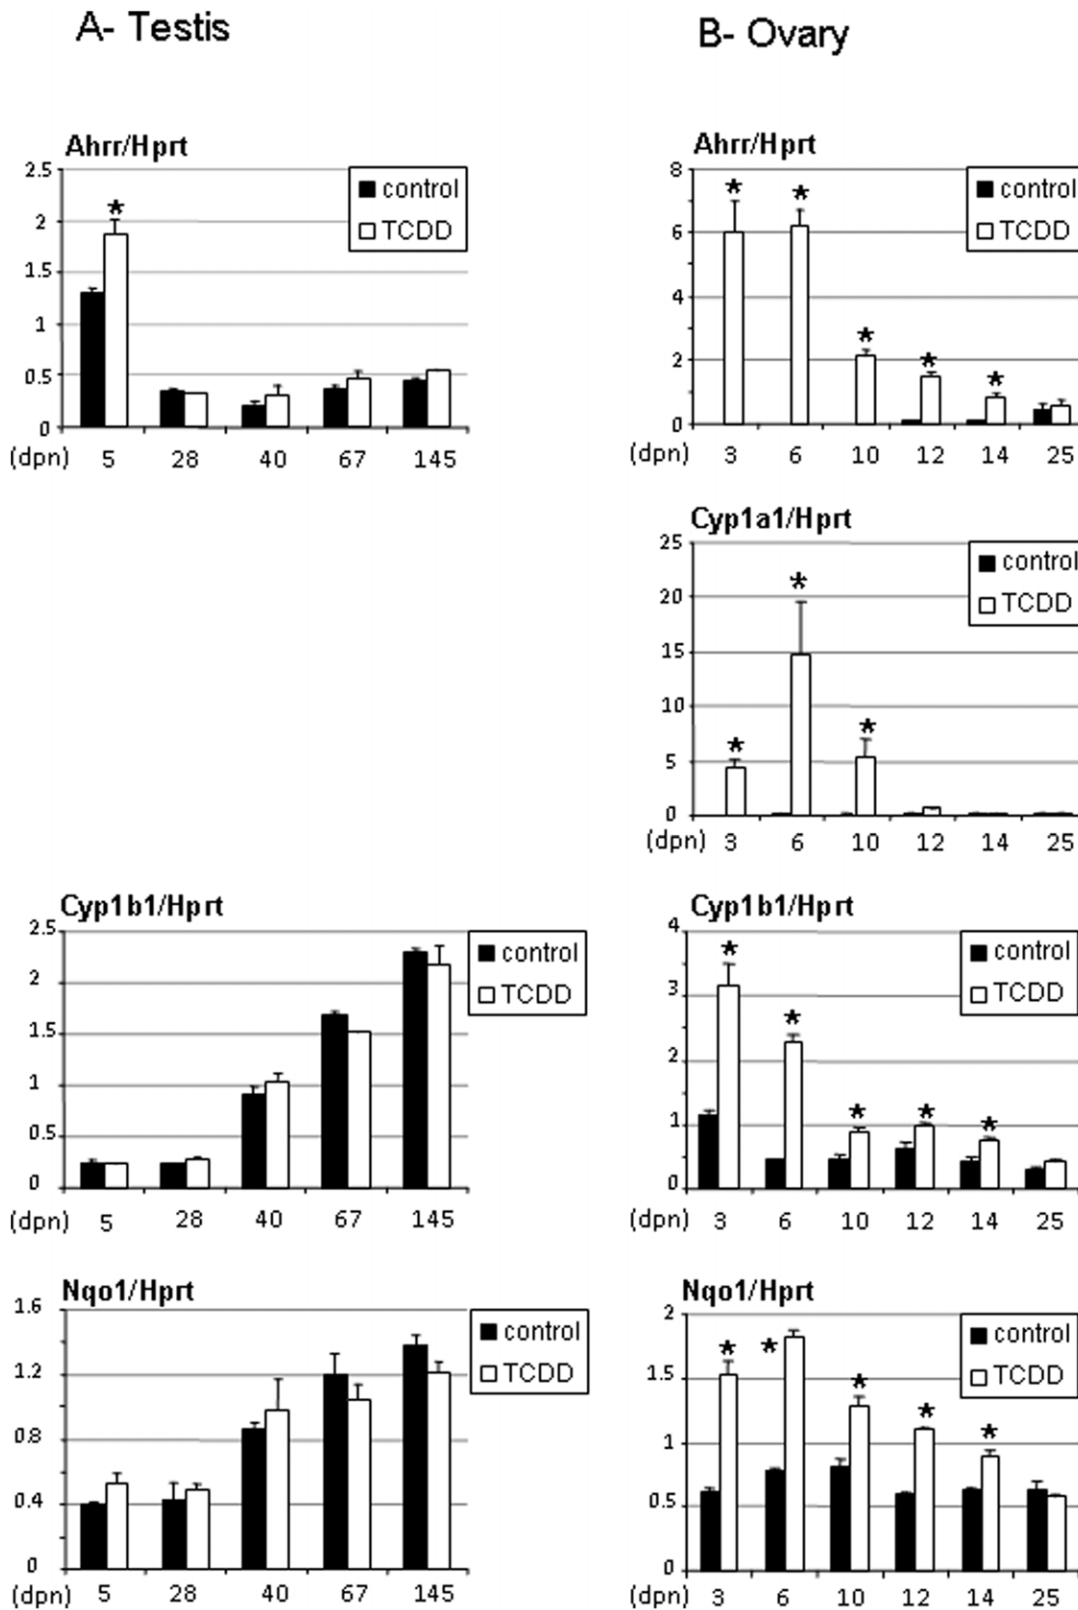 A- Testis
B- Ovary
Ahrr/Hprt
2.5
2
1.5
1
0.5
0
control
TCDD
*
(dpn) 5 28 40 67 145
Ahrr/Hprt
8
6
4
2
0
control
TCDD
* * * * *
(dpn) 3 6 10 12 14 25
Cyp1a1/Hprt
25
20
15
10
5
0
control
TCDD
* * *
(dpn) 3 6 10 12 14 25
Cyp1b1/Hprt
2.5
2
1.5
1
0.5
0
control
TCDD
(dpn) 5 28 40 67 145
Cyp1b1/Hprt
4
3
2
1
0
control
TCDD
* * * * *
(dpn) 3 6 10 12 14 25
Nqo1/Hprt
1.6
1.2
0.8
0.4
0
control
TCDD
(dpn) 5 28 40 67 145
Nqo1/Hprt
2
1.5
1
0.5
0
control
TCDD
* * * * *
(dpn) 3 6 10 12 14 25